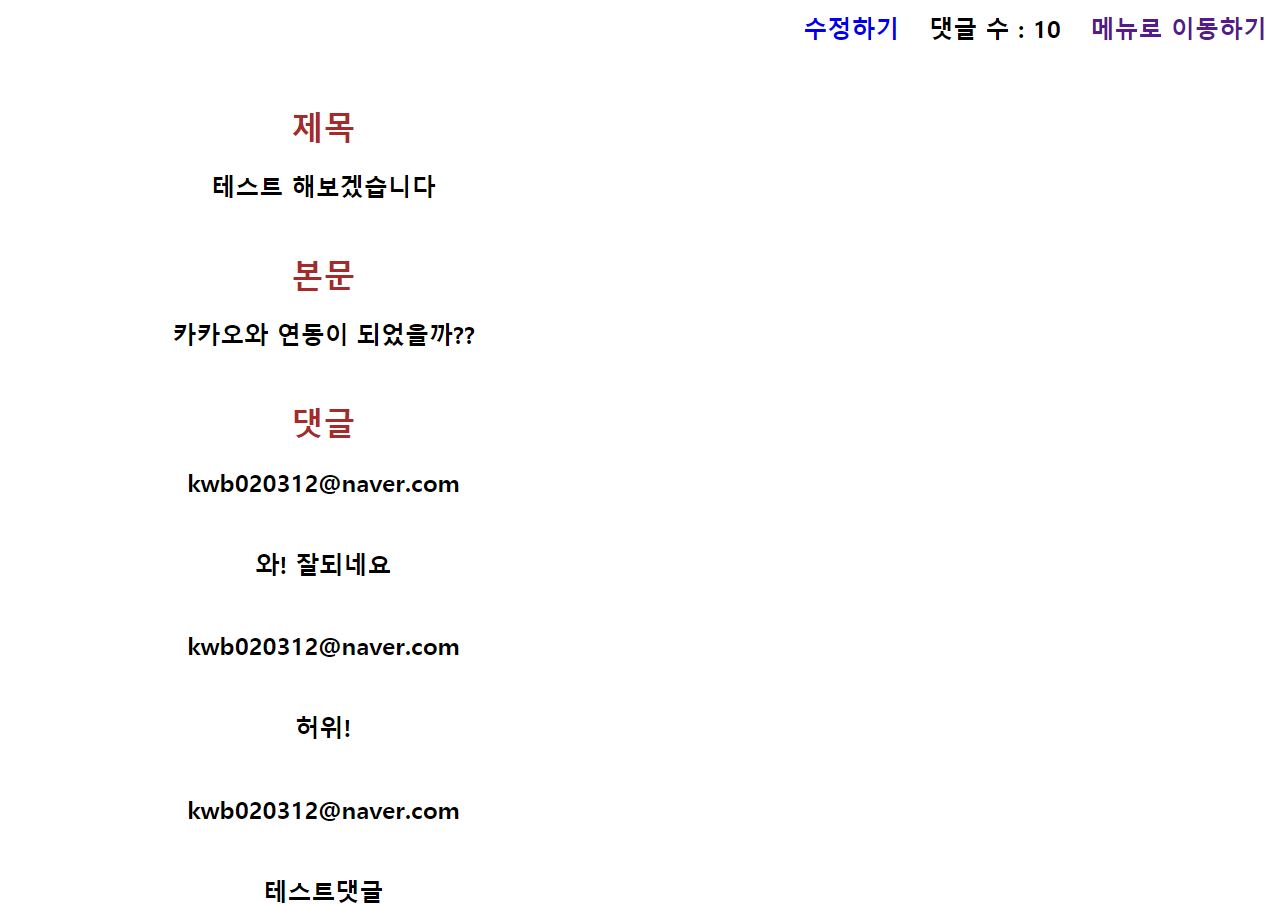 수정하기 댓글 수 : 10 메뉴로 이동하기
제목
테스트 해보겠습니다
본문
카카오와 연동이 되었을까??
댓글
kwb020312@naver.com
와! 잘되네요
kwb020312@naver.com
허위!
kwb020312@naver.com
테스트댓글